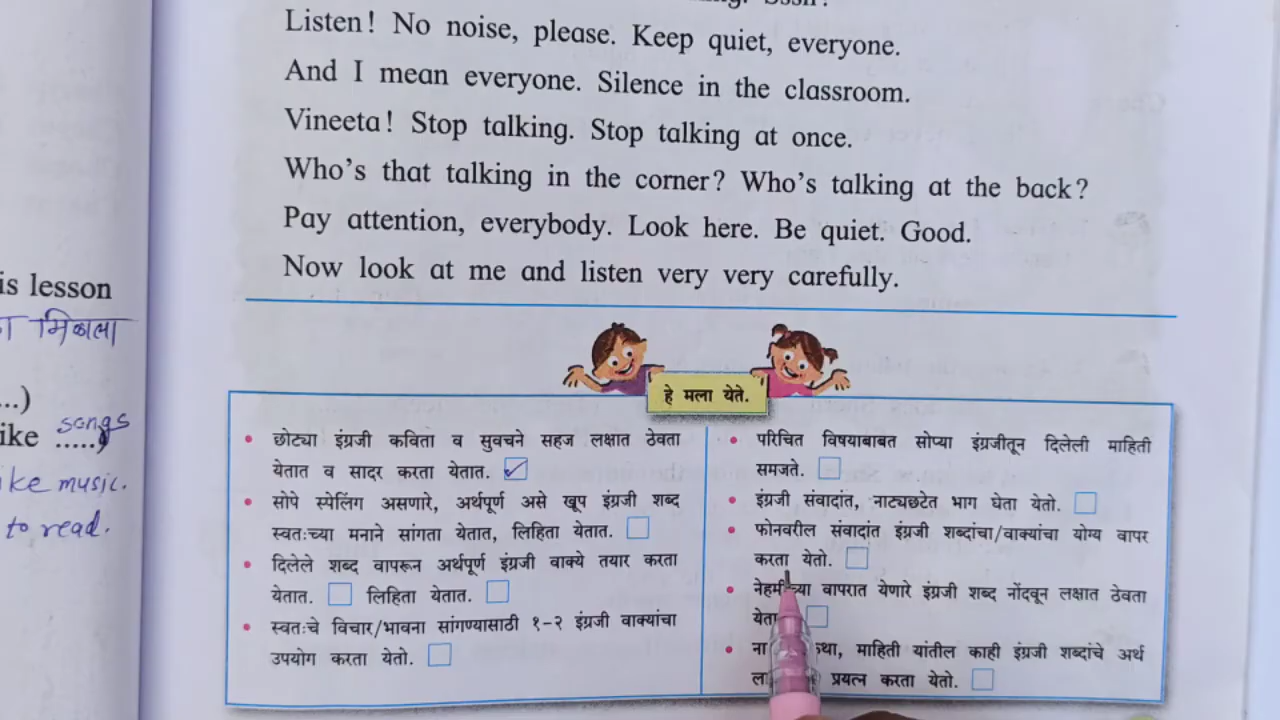 Listen! No noise, please. Keep quiet, everyone.
And I mean everyone. Silence in the classroom.
Vineeta! Stop talking. Stop talking at once.
Who's that talking in the corner? Who's talking at the back?
Pay attention, everybody. Look here. Be quiet. Good.
Now look at me and listen very very carefully.
is lesson
मिळाला
...)
ike songs .....
ke music.
to read.
हे मला येते.
• छोट्या इंग्रजी कविता व सुवचने सहज लक्षात ठेवता
येतात व सादर करता येतात. ✓
• सोपे स्पेलिंग असणारे, अर्थपूर्ण असे खूप इंग्रजी शब्द
स्वतःच्या मनाने सांगता येतात, लिहिता येतात.
• दिलेले शब्द वापरून अर्थपूर्ण इंग्रजी वाक्ये तयार करता
येतात. लिहिता येतात.
• स्वतःचे विचार/भावना सांगण्यासाठी १-२ इंग्रजी वाक्यांचा
उपयोग करता येतो.
• परिचित विषयाबाबत सोप्या इंग्रजीतून दिलेली माहिती
समजते.
• इंग्रजी संवादांत, नाट्यछटेत भाग घेता येतो.
• फोनवरील संवादांत इंग्रजी शब्दांचा/वाक्यांचा योग्य वापर
करता येतो.
• नेहमीच्या वापरात येणारे इंग्रजी शब्द नोंदवून लक्षात ठेवता
येता
• ना माहिती यांतील काही इंग्रजी शब्दांचे अर्थ
ला प्रयत्न करता येतो.